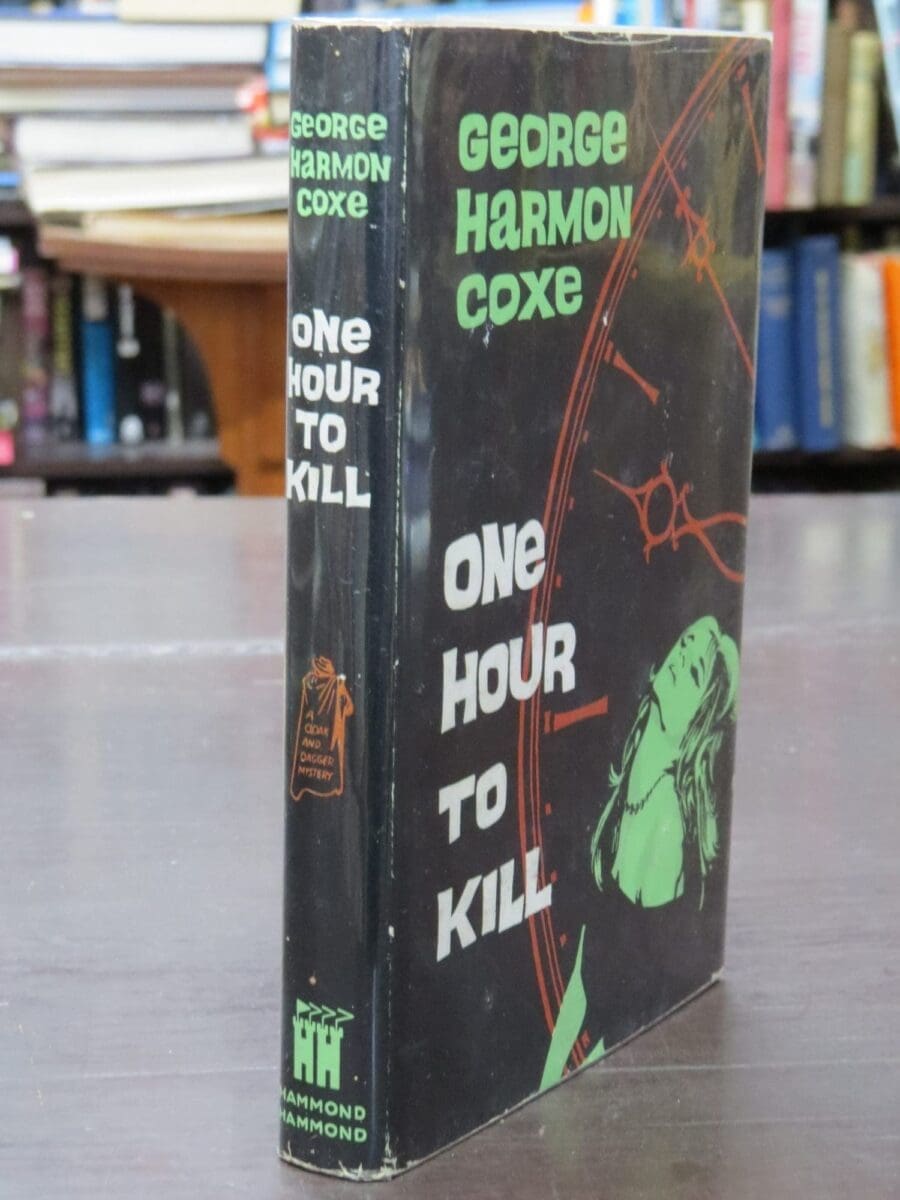 GeORGe
HaRMON
COXe
ONe
HOUR
TO
KILL
A
CLOAK
AND
DAGGER
MYSTERY
HH
HAMMOND
HAMMOND
GeORGe
HaRMON
COXe
ONe
HOUR
TO
KILL